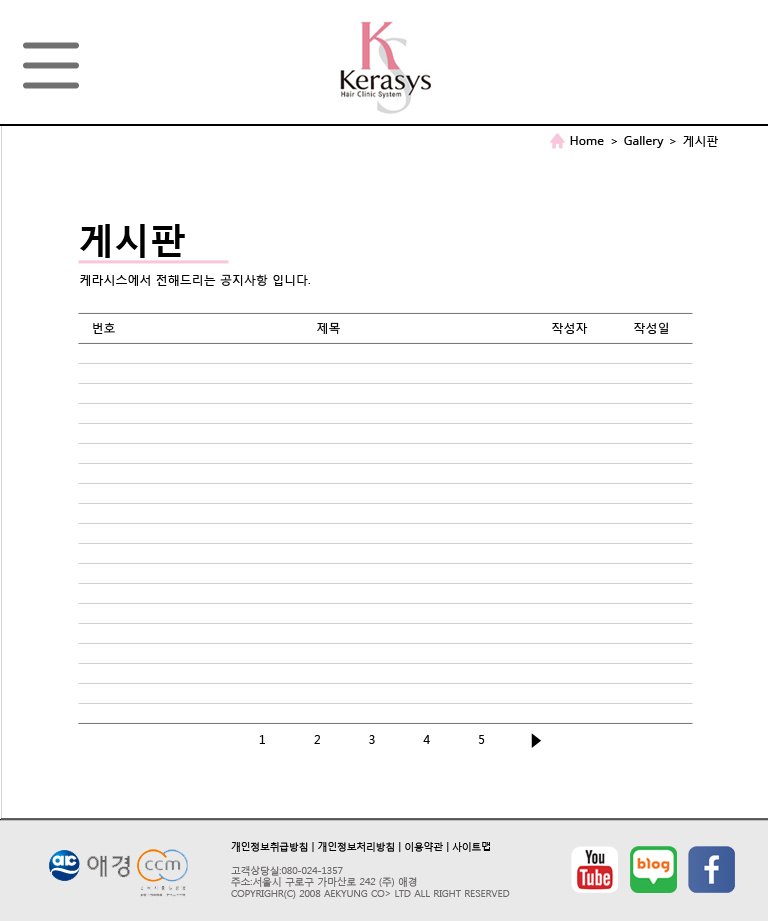 Kerasys
Hair Clinic System
Home > Gallery > 게시판
게시판
케라시스에서 전해드리는 공지사항 입니다.
번호 제목 작성자 작성일
1 2 3 4 5
개인정보취급방침 | 개인정보처리방침 | 이용약관 | 사이트맵
고객상담실:080-024-1357
주소:서울시 구로구 가마산로 242 (주) 애경
COPYRIGHR(C) 2008 AEKYUNG CO> LTD ALL RIGHT RESERVED
애경 ccm
You Tube
blog
f